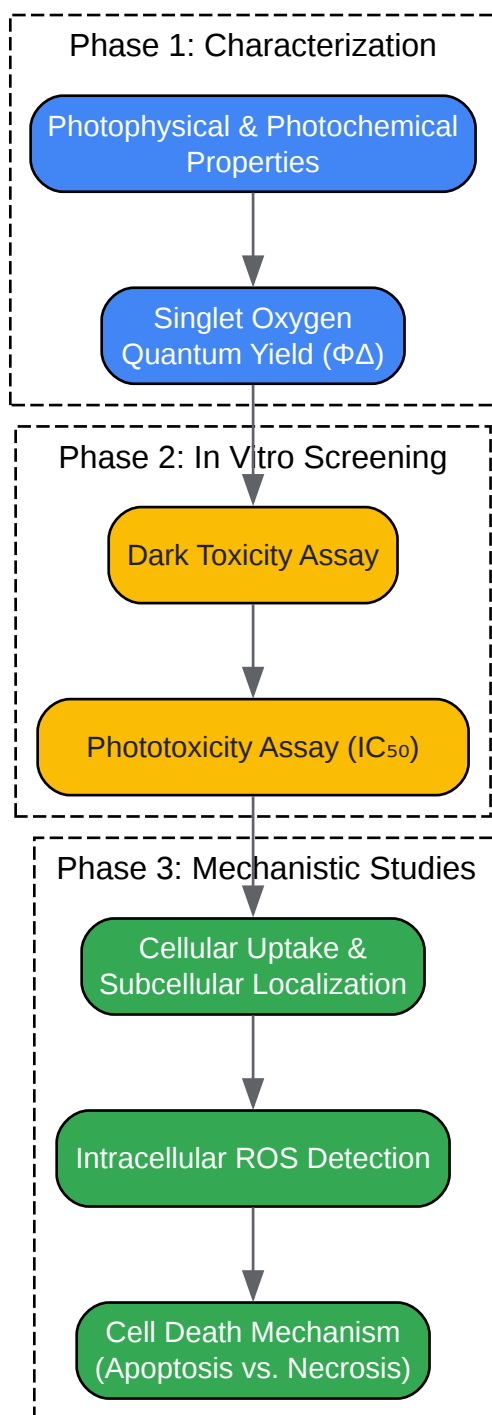 Phase 1: Characterization
Photophysical & Photochemical
Properties
Singlet Oxygen
Quantum Yield (ΦΔ)
Phase 2: In Vitro Screening
Dark Toxicity Assay
Phototoxicity Assay (IC₅₀)
Phase 3: Mechanistic Studies
Cellular Uptake &
Subcellular Localization
Intracellular ROS Detection
Cell Death Mechanism
(Apoptosis vs. Necrosis)